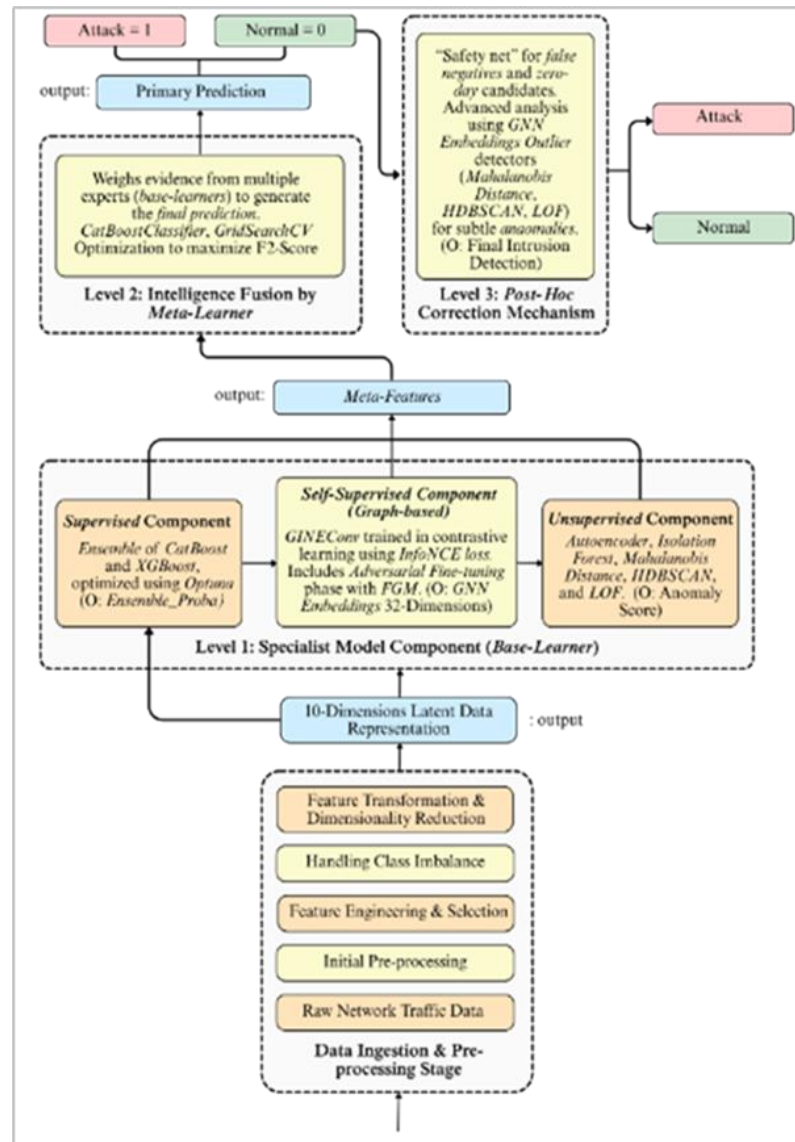 Attack = 1
Normal = 0
output:
Primary Prediction
Weighs evidence from multiple
experts (base-learners) to generate
the final prediction.
CatBoostClassifier, GridSearchCV
Optimization to maximize F2-Score
Level 2: Intelligence Fusion by
Meta-Learner
"Safety net" for false
negatives and zero-
day candidates.
Advanced analysis
using GNN
Embeddings Outlier
detectors
(Mahalanobis
Distance,
HDBSCAN, LOF)
for subtle anaomalies.
(O: Final Intrusion
Detection)
Level 3: Post-Hoc
Correction Mechanism
Attack
Normal
output:
Meta-Features
Supervised Component
Ensemble of CatBoost
and XGBoost,
optimized using Optuna
(O: Ensemble_Proba)
Self-Supervised Component
(Graph-based)
GINEConv trained in contrastive
learning using InfoNCE loss.
Includes Adversarial Fine-tuning
phase with FGM. (O: GNN
Embeddings 32-Dimensions)
Unsupervised Component
Autoencoder, Isolation
Forest, Mahalanobis
Distance, HDBSCAN,
and LOF. (O: Anomaly
Score)
Level 1: Specialist Model Component (Base-Learner)
10-Dimensions Latent Data
Representation
: output
Feature Transformation &
Dimensionality Reduction
Handling Class Imbalance
Feature Engineering & Selection
Initial Pre-processing
Raw Network Traffic Data
Data Ingestion & Pre-
processing Stage